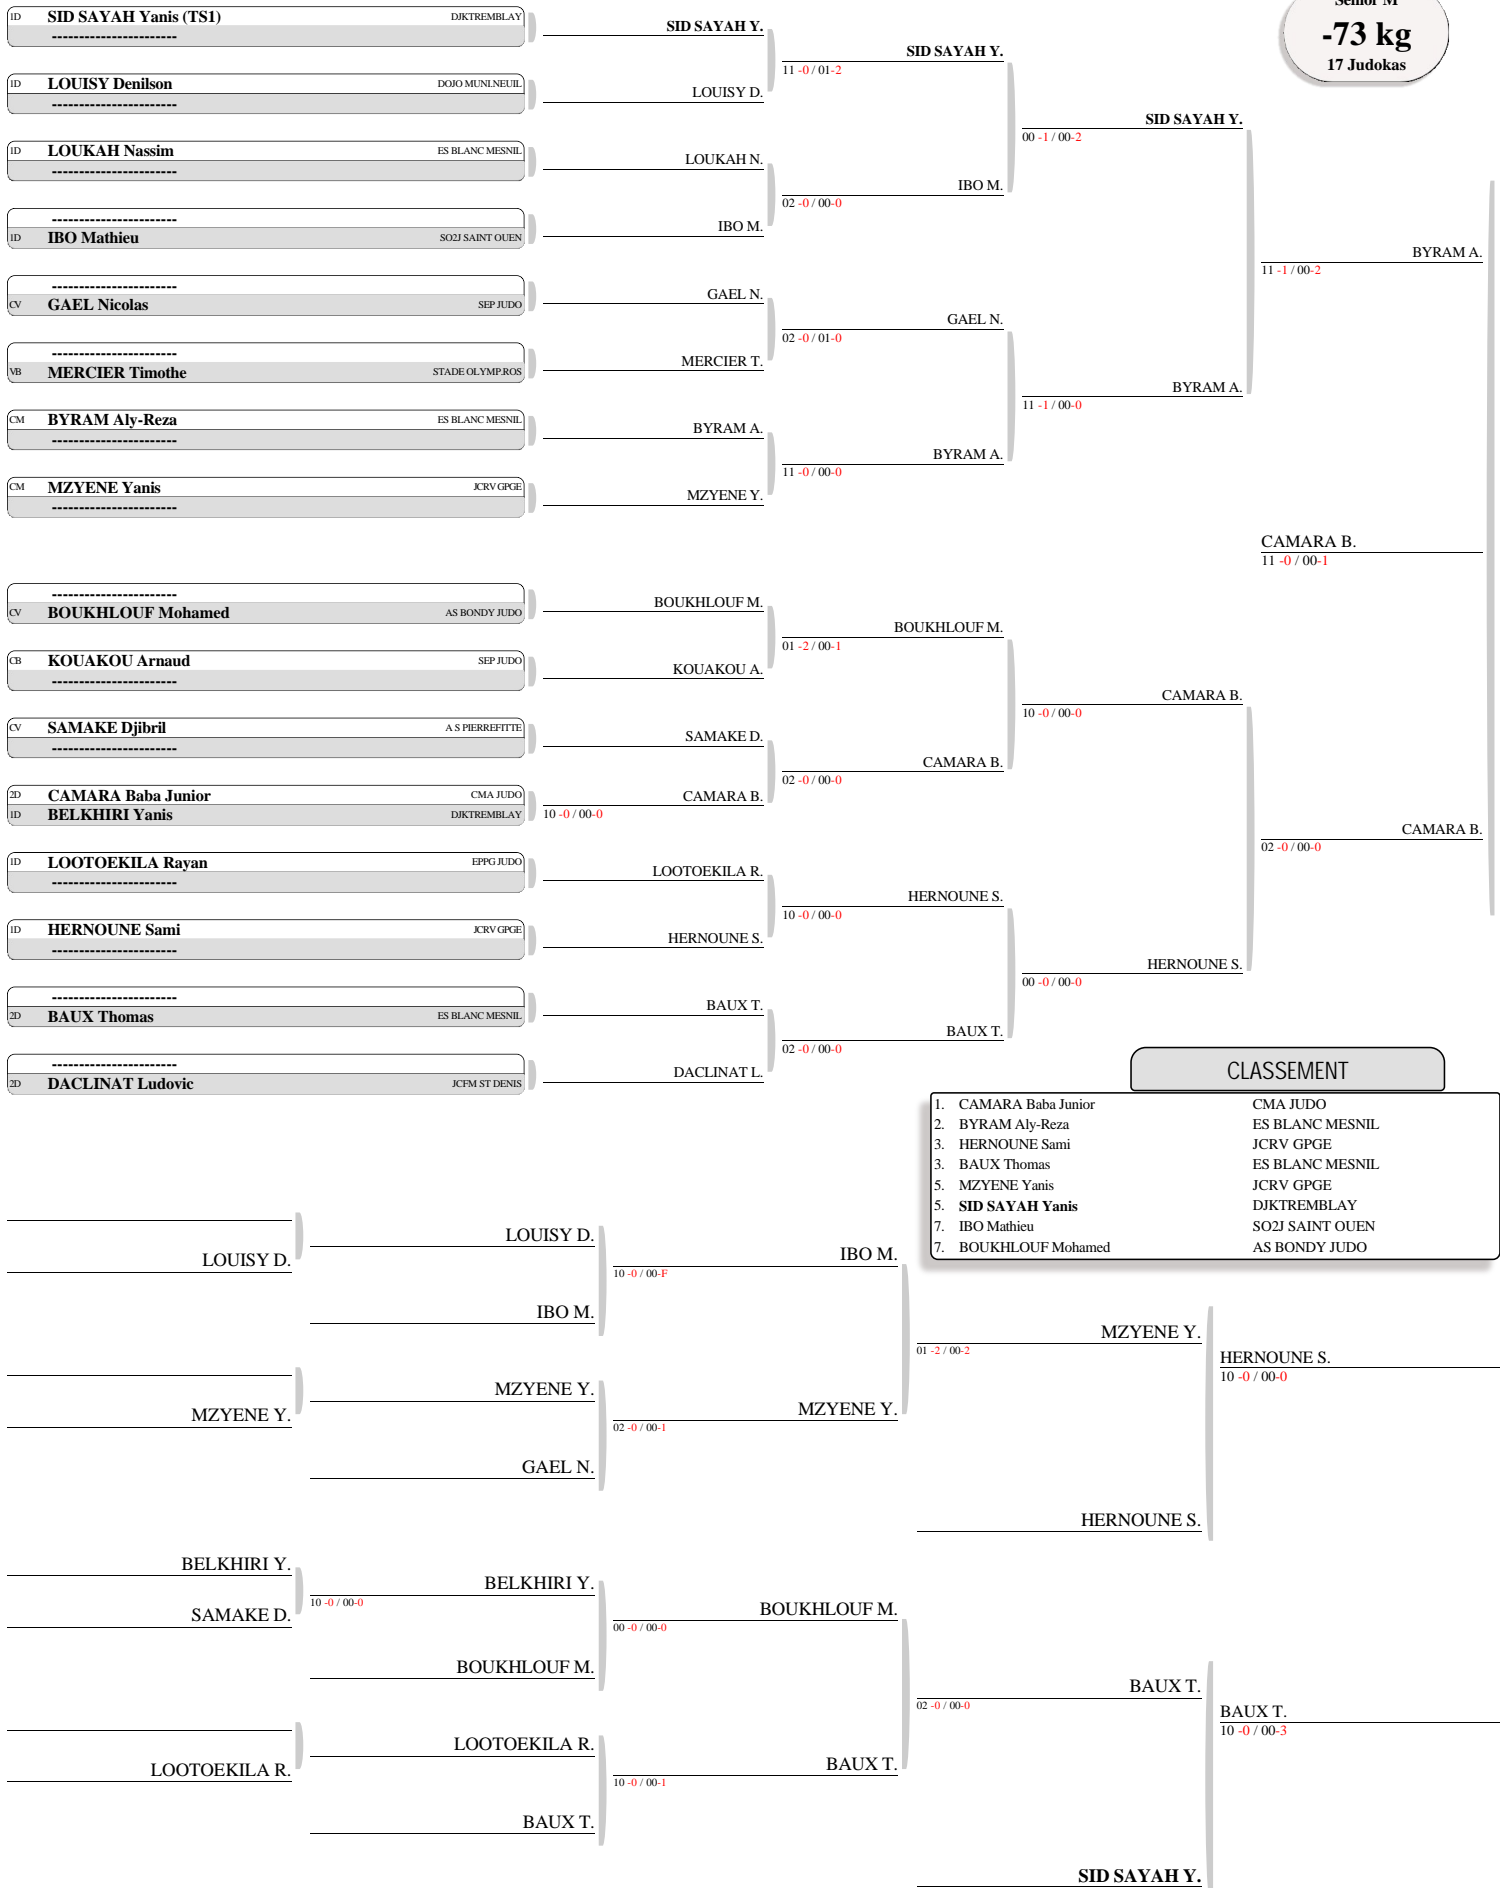 Senior M
-73 kg
17 Judokas
1D SID SAYAH Yanis (TS1) DJKTREMBLAY
-----------------------
1D LOUISY Denilson DOJO MUNI.NEUIL
-----------------------
1D LOUKAH Nassim ES BLANC MESNIL
-----------------------
-----------------------
1D IBO Mathieu SO2J SAINT OUEN
-----------------------
CV GAEL Nicolas SEP JUDO
-----------------------
VB MERCIER Timothe STADE OLYMP.ROS
CM BYRAM Aly-Reza ES BLANC MESNIL
-----------------------
CM MZYENE Yanis JCRV GPGE
-----------------------
-----------------------
CV BOUKHLOUF Mohamed AS BONDY JUDO
CB KOUAKOU Arnaud SEP JUDO
-----------------------
CV SAMAKE Djibril A S PIERREFITTE
-----------------------
2D CAMARA Baba Junior CMA JUDO
1D BELKHIRI Yanis DJKTREMBLAY
1D LOOTOEKILA Rayan EPPG JUDO
-----------------------
1D HERNOUNE Sami JCRV GPGE
-----------------------
-----------------------
2D BAUX Thomas ES BLANC MESNIL
-----------------------
2D DACLINAT Ludovic JCFM ST DENIS
SID SAYAH Y.
LOUISY D.
LOUKAH N.
IBO M.
GAEL N.
MERCIER T.
BYRAM A.
MZYENE Y.
BOUKHLOUF M.
KOUAKOU A.
SAMAKE D.
CAMARA B.
10 -0 / 00-0
LOOTOEKILA R.
HERNOUNE S.
BAUX T.
DACLINAT L.
SID SAYAH Y.
11 -0 / 01-2
IBO M.
02 -0 / 00-0
GAEL N.
02 -0 / 01-0
BYRAM A.
11 -0 / 00-0
BOUKHLOUF M.
01 -2 / 00-1
CAMARA B.
02 -0 / 00-0
HERNOUNE S.
10 -0 / 00-0
BAUX T.
02 -0 / 00-0
SID SAYAH Y.
00 -1 / 00-2
BYRAM A.
11 -1 / 00-0
CAMARA B.
10 -0 / 00-0
HERNOUNE S.
00 -0 / 00-0
BYRAM A.
11 -1 / 00-2
CAMARA B.
11 -0 / 00-1
CAMARA B.
02 -0 / 00-0
CLASSEMENT
1. CAMARA Baba Junior CMA JUDO
2. BYRAM Aly-Reza ES BLANC MESNIL
3. HERNOUNE Sami JCRV GPGE
3. BAUX Thomas ES BLANC MESNIL
5. MZYENE Yanis JCRV GPGE
5. SID SAYAH Yanis DJKTREMBLAY
7. IBO Mathieu SO2J SAINT OUEN
7. BOUKHLOUF Mohamed AS BONDY JUDO
LOUISY D.
MZYENE Y.
BELKHIRI Y.
SAMAKE D.
LOOTOEKILA R.
LOUISY D.
IBO M.
MZYENE Y.
GAEL N.
BELKHIRI Y.
10 -0 / 00-0
BOUKHLOUF M.
LOOTOEKILA R.
BAUX T.
IBO M.
10 -0 / 00-F
MZYENE Y.
02 -0 / 00-1
BOUKHLOUF M.
00 -0 / 00-0
BAUX T.
10 -0 / 00-1
MZYENE Y.
01 -2 / 00-2
HERNOUNE S.
BAUX T.
02 -0 / 00-0
SID SAYAH Y.
HERNOUNE S.
10 -0 / 00-0
BAUX T.
10 -0 / 00-3